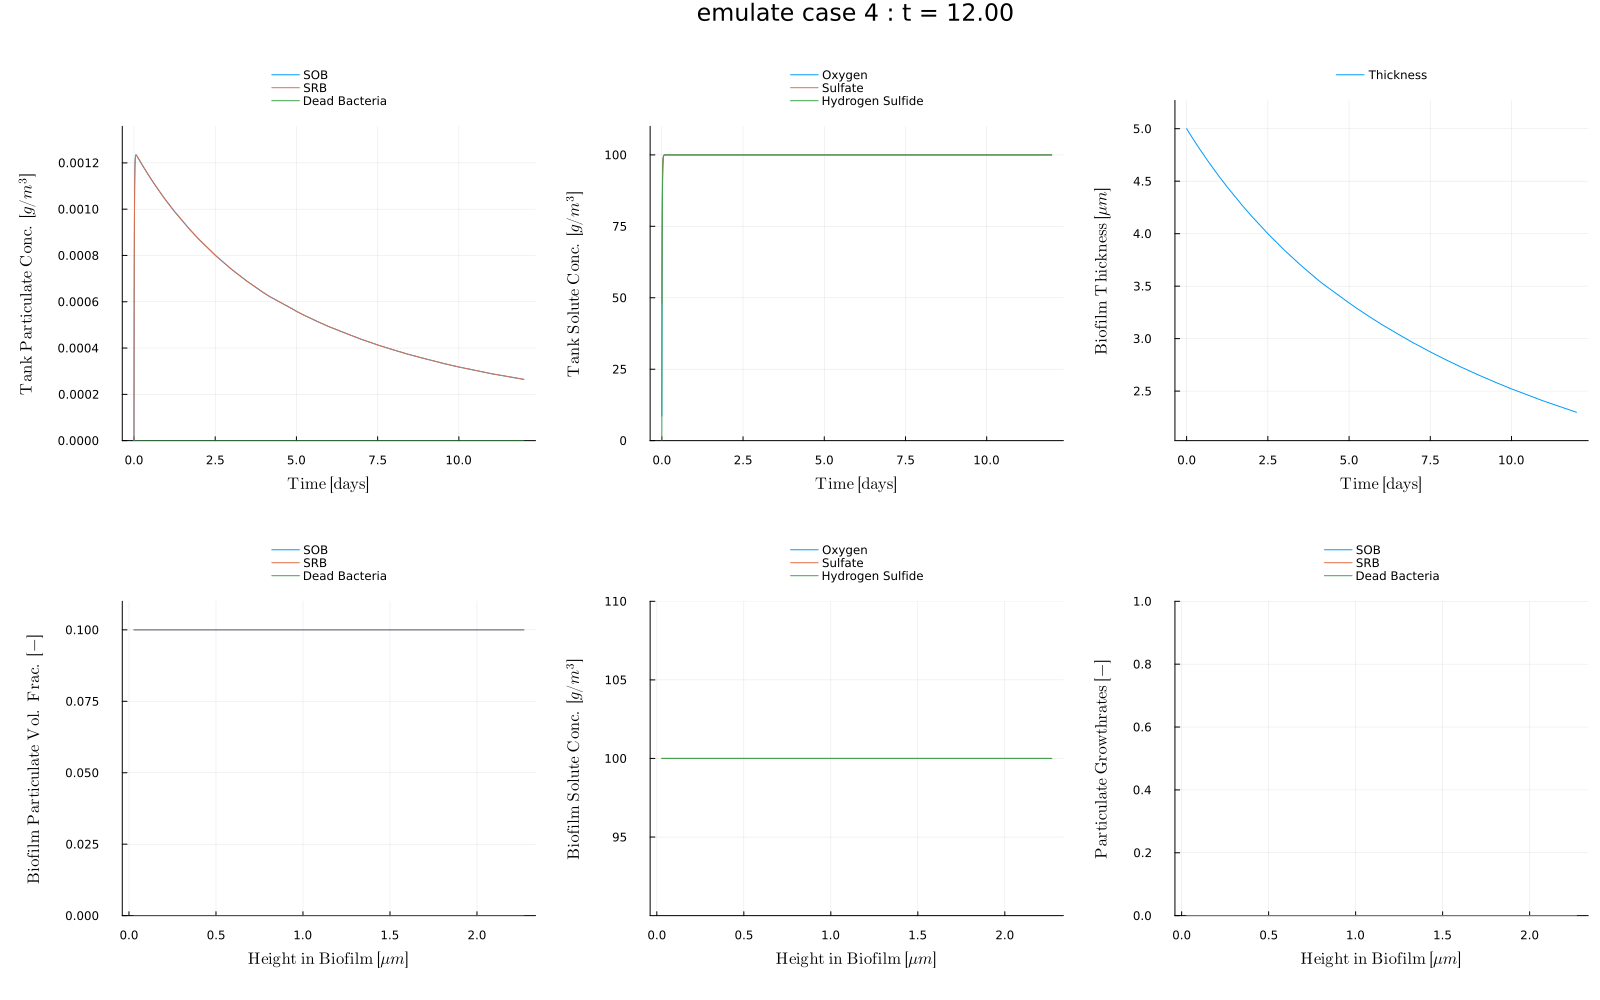 emulate case 4 : t = 12.00
SOB
SRB
Dead Bacteria
Tank Particulate Conc. [g/m³]
0.0012
0.0010
0.0008
0.0006
0.0004
0.0002
0.0000
0.0 2.5 5.0 7.5 10.0
Time [days]
Oxygen
Sulfate
Hydrogen Sulfide
Tank Solute Conc. [g/m³]
100
75
50
25
0
0.0 2.5 5.0 7.5 10.0
Time [days]
Thickness
Biofilm Thickness [μm]
5.0
4.5
4.0
3.5
3.0
2.5
0.0 2.5 5.0 7.5 10.0
Time [days]
SOB
SRB
Dead Bacteria
Biofilm Particulate Vol. Frac. [−]
0.100
0.075
0.050
0.025
0.000
0.0 0.5 1.0 1.5 2.0
Height in Biofilm [μm]
Oxygen
Sulfate
Hydrogen Sulfide
Biofilm Solute Conc. [g/m³]
110
105
100
95
0.0 0.5 1.0 1.5 2.0
Height in Biofilm [μm]
SOB
SRB
Dead Bacteria
Particulate Growthrates [−]
1.0
0.8
0.6
0.4
0.2
0.0
0.0 0.5 1.0 1.5 2.0
Height in Biofilm [μm]